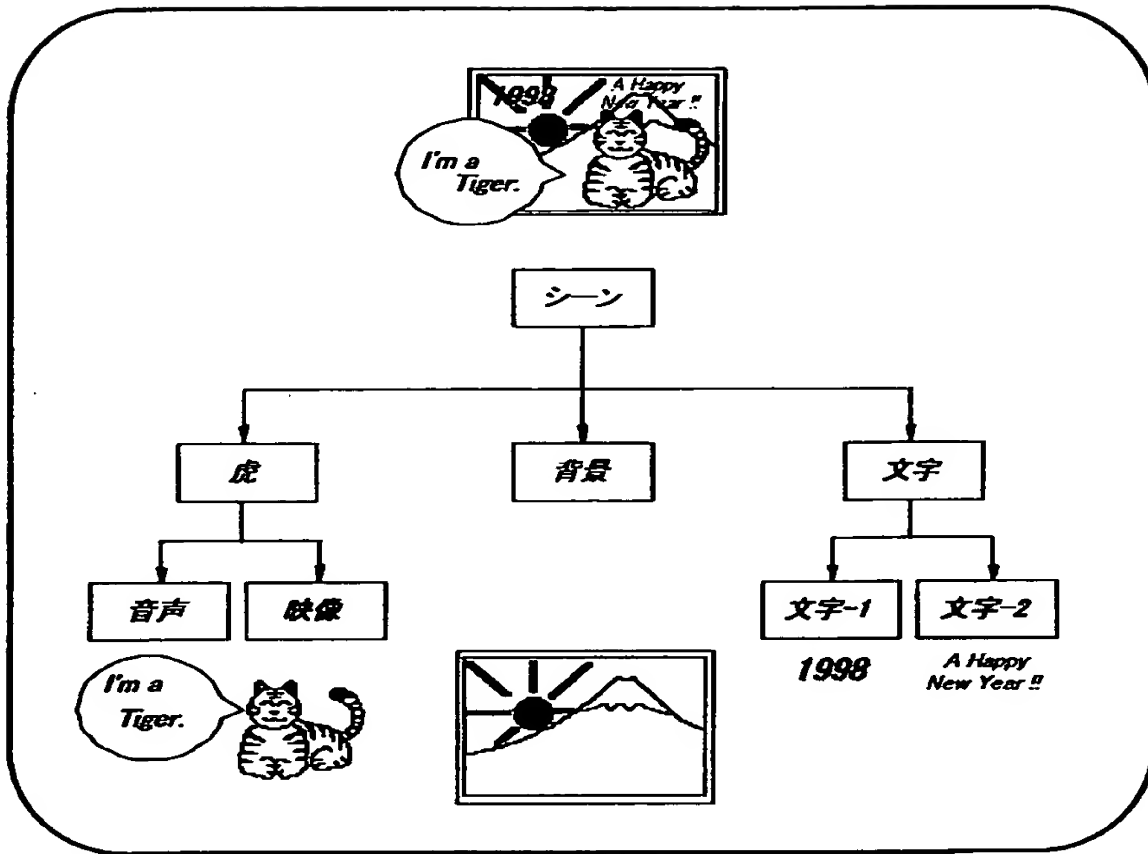 1998
A Happy
New Year !!
I'm a
Tiger.
シーン
虎
背景
文字
音声
映像
文字-1
文字-2
1998
A Happy
New Year !!
I'm a
Tiger.